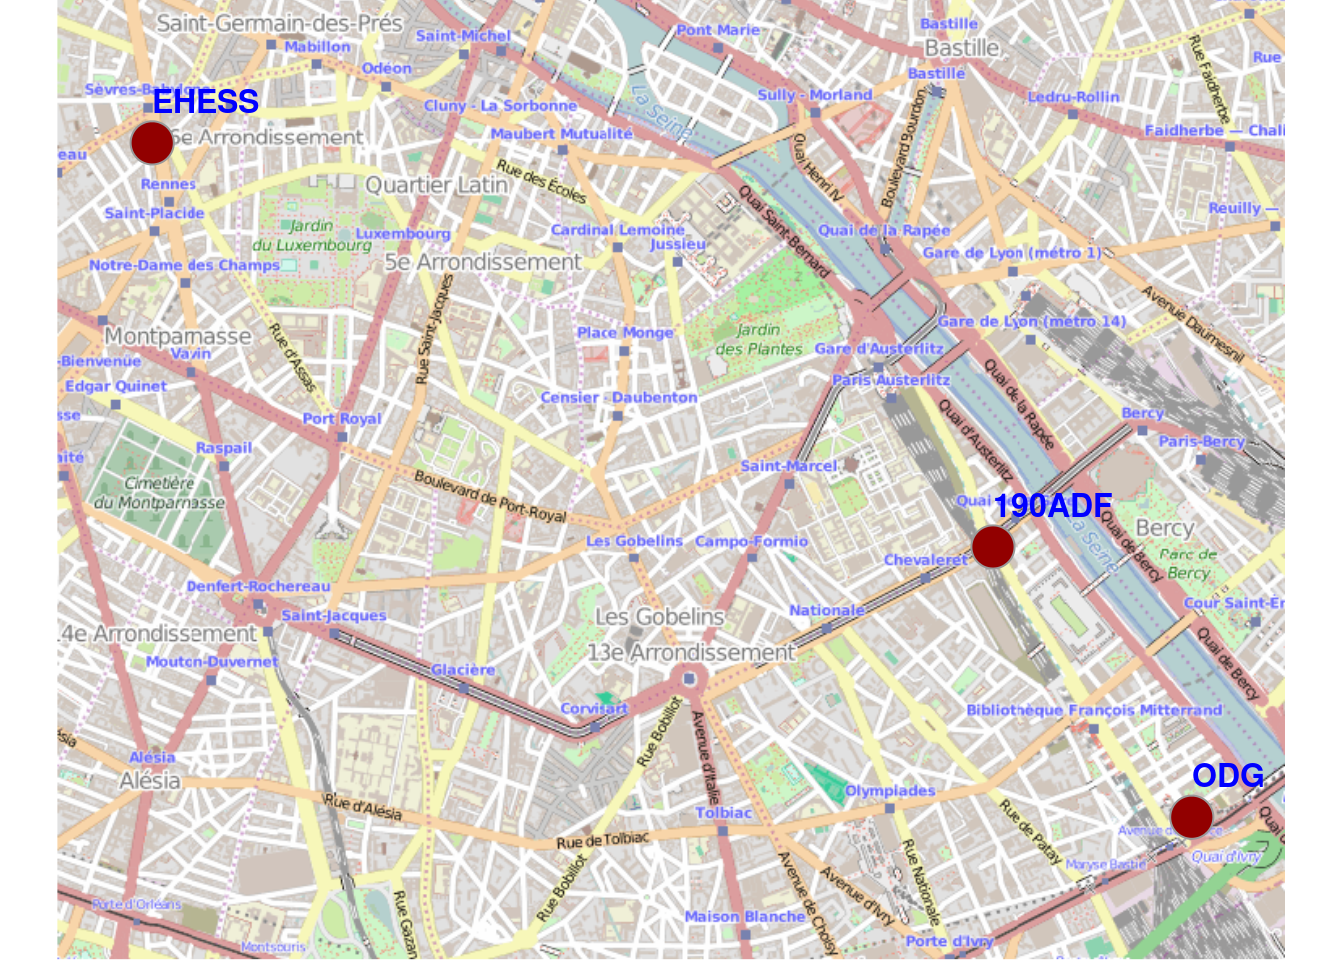 Saint-Germain-des-Prés
Saint-Michel
Pont Marie
Bastille
Bastille
Mabillon
Odéon
Bastille
Rue
Rue Faidherbe
EHESS
Cluny - La Sorbonne
La Seine
Sully - Morland
Ledru-Rollin
6e Arrondissement
Maubert Mutualité
Faidherbe — Chali
eau
Quai Henri IV
Boulevard Bourdon
Rennes
Quartier Latin
Rue des Écoles
Saint-Placide
Quai Saint-Bernard
Reuilly —
Jardin
du Luxembourg
Luxembourg
Cardinal Lemoine
Jussieu
Quai de la Rapée
Notre-Dame des Champs
5e Arrondissement
Gare de Lyon (métro 1)
Rue Saint-Jacques
Avenue Daumesnil
Montparnasse
Rue d'Assas
Place Monge
Jardin
des Plantes
Gare de Lyon (métro 14)
-Bienvenue
Vavin
Gare d'Austerlitz
Edgar Quinet
Paris Austerlitz
Quai de la Rapée
sse
Port Royal
Censier - Daubenton
Quai d'Austerlitz
Bercy
Raspail
Paris-Bercy
aité
Saint-Marcel
Cimetière
du Montparnasse
Boulevard de Port-Royal
190ADF
Quai
La Seine
Quai de Bercy
Bercy
Les Gobelins
Campo-Formio
Chevaleret
Parc de
Bercy
Denfert-Rochereau
Saint-Jacques
Les Gobelins
Nationale
Cour Saint-Ém
4e Arrondissement
13e Arrondissement
Quai de Bercy
Mouton-Duvernet
Glacière
Corvisart
Rue Bobillot
Avenue d'Italie
Bibliothèque François Mitterrand
ésia
Alésia
Alésia
ODG
Rue d'Alésia
Olympiades
Tolbiac
Rue de Tolbiac
Rue de Patay
Quai d
Maryse Bastié
Quai d'Ivry
Rue Bobillot
Avenue de Choisy
Avenue d'Ivry
Rue Nationale
Porte d'Orléans
Rue Gazan
Maison Blanche
Montsouris
Porte d'Ivry